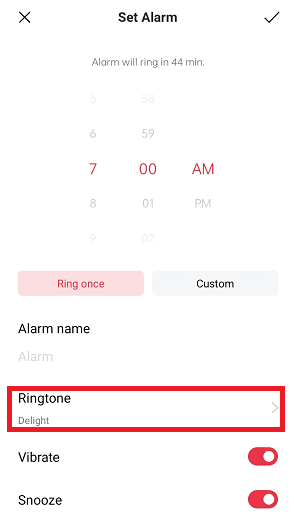 Set Alarm
Alarm will ring in 44 min.
5 58
6 59
7 00 AM
8 01 PM
9 02
Ring once Custom
Alarm name
Alarm
Ringtone
Delight
Vibrate
Snooze